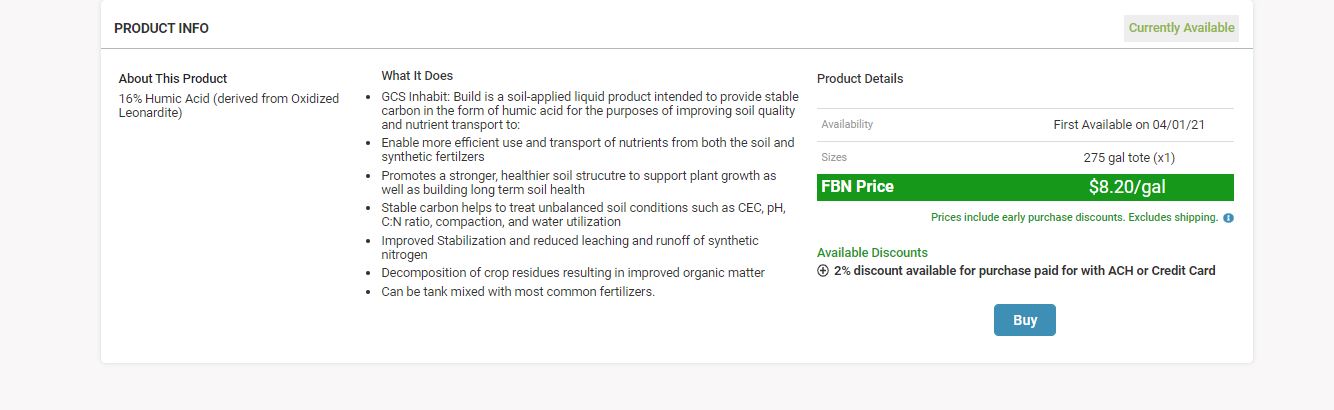 PRODUCT INFO
Currently Available
About This Product
16% Humic Acid (derived from Oxidized
Leonardite)
What It Does
• GCS Inhabit: Build is a soil-applied liquid product intended to provide stable
carbon in the form of humic acid for the purposes of improving soil quality
and nutrient transport to:
• Enable more efficient use and transport of nutrients from both the soil and
synthetic fertilzers
• Promotes a stronger, healthier soil strucutre to support plant growth as
well as building long term soil health
• Stable carbon helps to treat unbalanced soil conditions such as CEC, pH,
C:N ratio, compaction, and water utilization
• Improved Stabilization and reduced leaching and runoff of synthetic
nitrogen
• Decomposition of crop residues resulting in improved organic matter
• Can be tank mixed with most common fertilizers.
Product Details
Availability First Available on 04/01/21
Sizes 275 gal tote (x1)
FBN Price $8.20/gal
Prices include early purchase discounts. Excludes shipping.
Available Discounts
2% discount available for purchase paid for with ACH or Credit Card
Buy